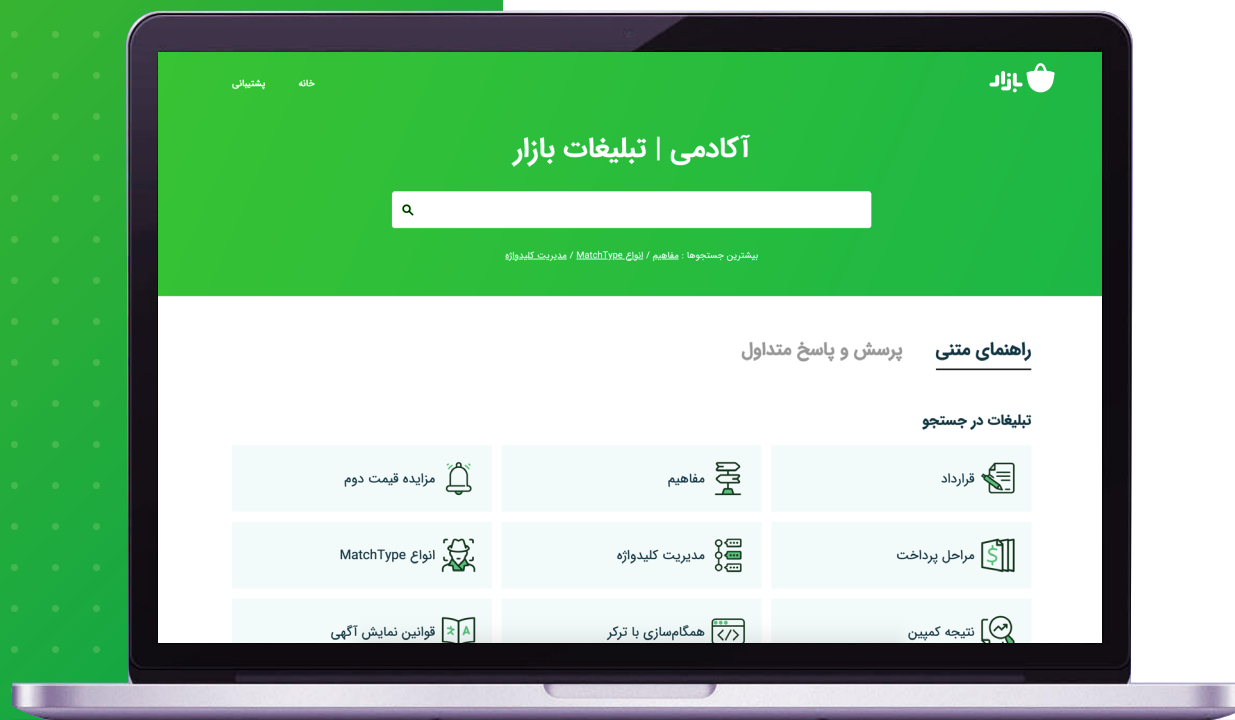 بازار
خانه
پشتیبانی
آکادمی | تبلیغات بازار
بیشترین جستجوها : مفاهیم / انواع MatchType / مدیریت کلیدواژه
راهنمای متنی
پرسش و پاسخ متداول
تبلیغات در جستجو
قرارداد
مفاهیم
مزایده قیمت دوم
مراحل پرداخت
مدیریت کلیدواژه
انواع MatchType
نتیجه کمپین
همگام‌سازی با ترکر
قوانین نمایش آگهی